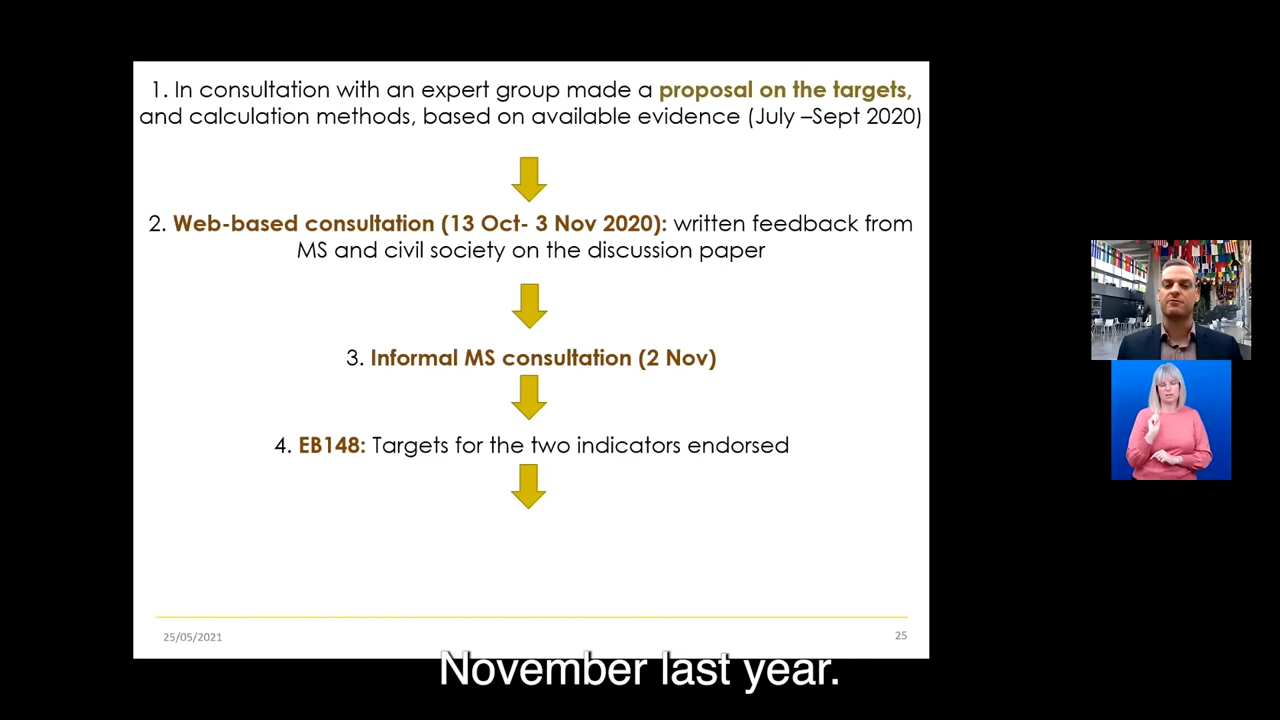 1. In consultation with an expert group made a proposal on the targets,
and calculation methods, based on available evidence (July –Sept 2020)
2. Web-based consultation (13 Oct- 3 Nov 2020): written feedback from
MS and civil society on the discussion paper
3. Informal MS consultation (2 Nov)
4. EB148: Targets for the two indicators endorsed
25/05/2021
25
November last year.